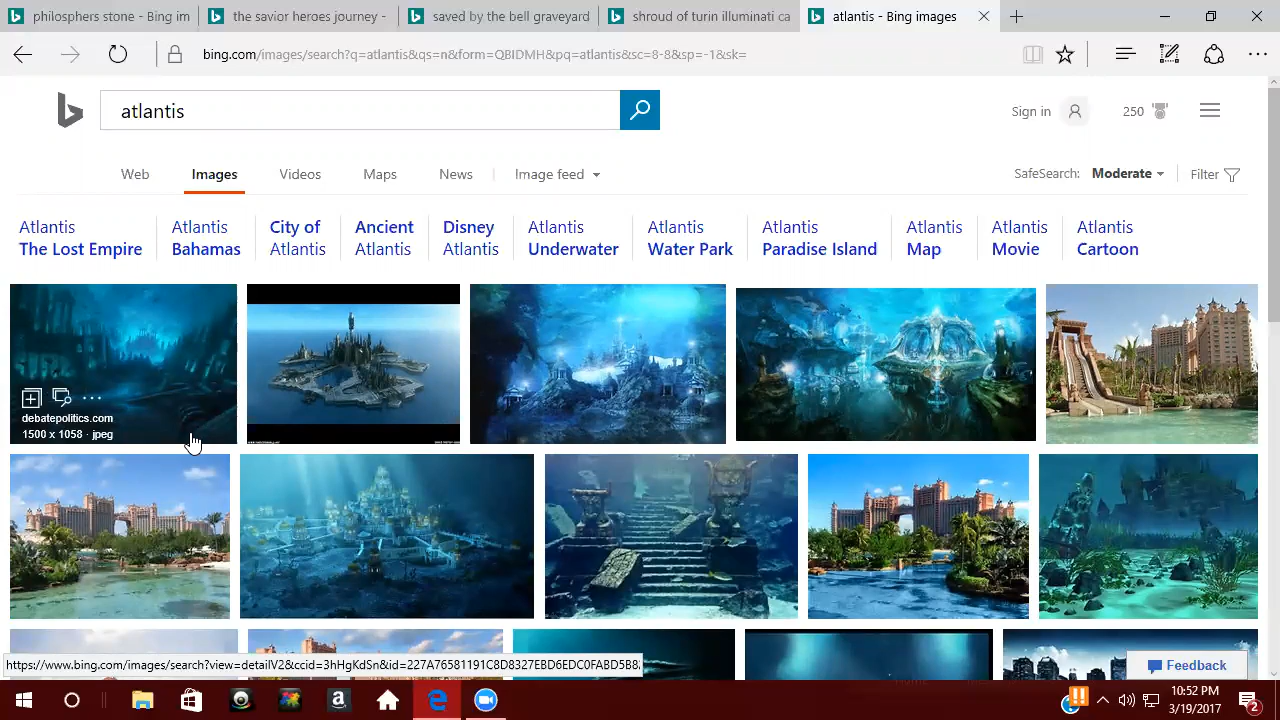 philosphers stone - Bing im
the savior heroes journey -
saved by the bell graveyard
shroud of turin illuminati ca
atlantis - Bing images
bing.com/images/search?q=atlantis&qs=n&form=QBIDMH&pq=atlantis&sc=8-8&sp=-1&sk=
atlantis
Sign in
250
Web
Images
Videos
Maps
News
Image feed
SafeSearch: Moderate
Filter
Atlantis
The Lost Empire
Atlantis
Bahamas
City of
Atlantis
Ancient
Atlantis
Disney
Atlantis
Atlantis
Underwater
Atlantis
Water Park
Atlantis
Paradise Island
Atlantis
Map
Atlantis
Movie
Atlantis
Cartoon
debatepolitics.com
1500 x 1058 · jpeg
https://www.bing.com/images/search?view=detailV2&ccid=3hHgKdSn&id=227A76581191C8D8327EBD6EDC0FABD5B8
Feedback
10:52 PM
3/19/2017
2